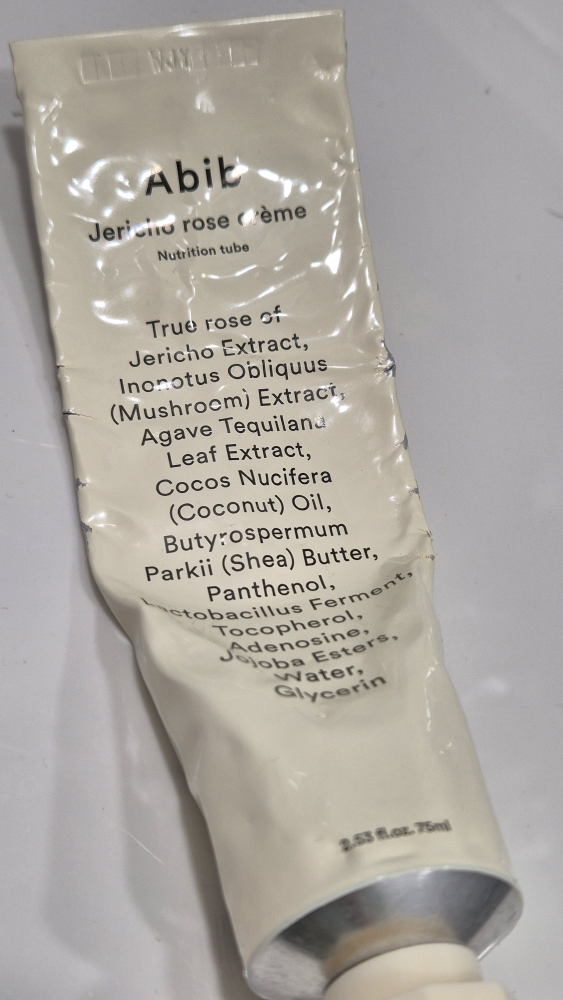 Abib
Jericho rose crème
Nutrition tube
True rose of
Jericho Extract,
Inonotus Obliquus
(Mushroom) Extract,
Agave Tequilana
Leaf Extract,
Cocos Nucifera
(Coconut) Oil,
Butyrospermum
Parkii (Shea) Butter,
Panthenol,
Lactobacillus Ferment,
Tocopherol,
Adenosine,
Jojoba Esters,
Water,
Glycerin
2.53 fl.oz. 75ml